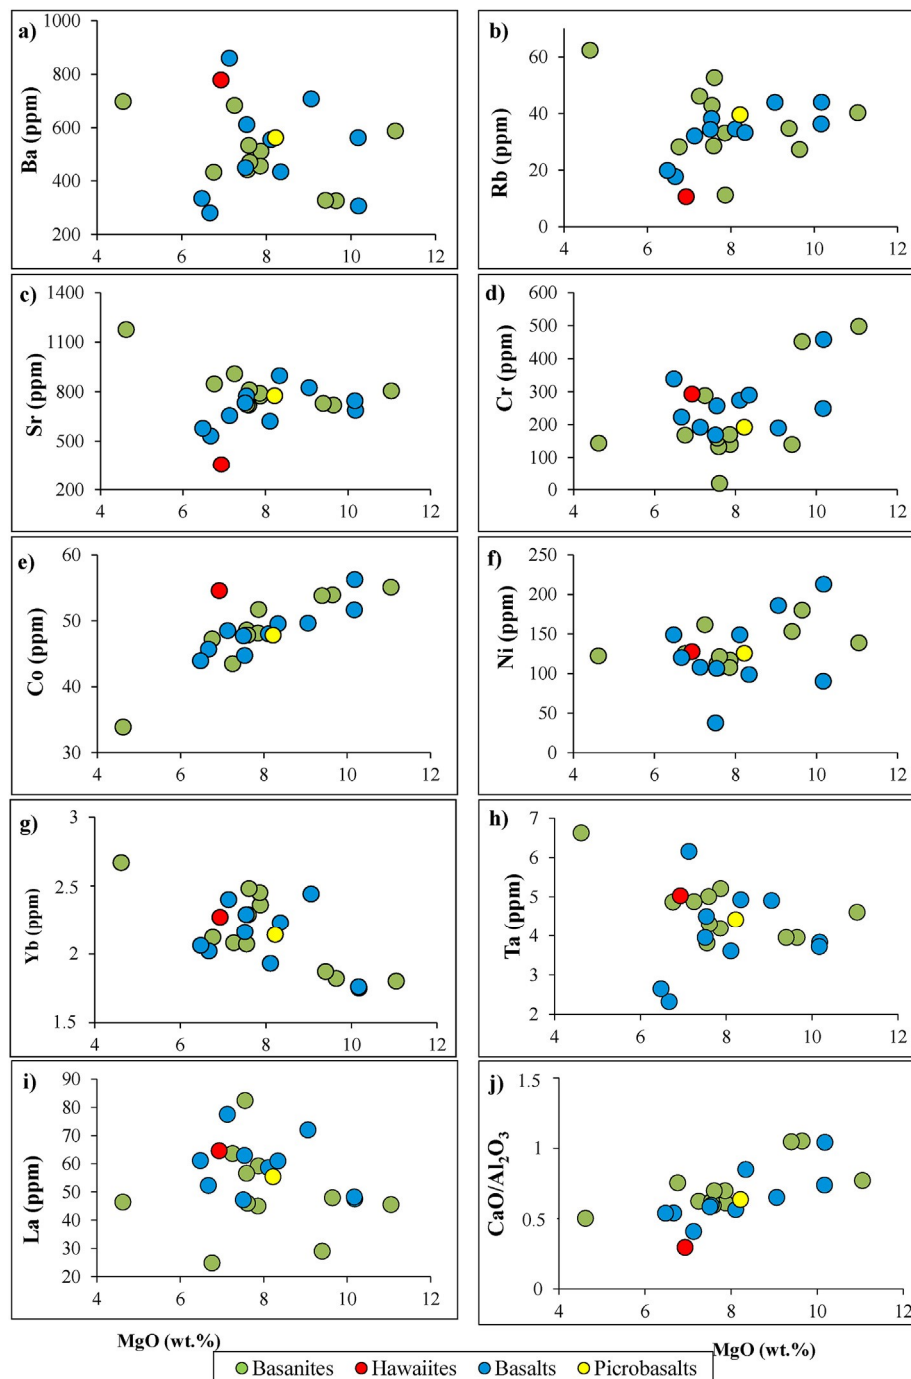 a)
Ba (ppm)
1000
800
600
400
200
4 6 8 10 12
b)
Rb (ppm)
60
40
20
0
4 6 8 10 12
c)
Sr (ppm)
1400
1100
800
500
200
4 6 8 10 12
d)
Cr (ppm)
600
500
400
300
200
100
0
4 6 8 10 12
e)
Co (ppm)
60
50
40
30
4 6 8 10 12
f)
Ni (ppm)
250
200
150
100
50
0
4 6 8 10 12
g)
Yb (ppm)
3
2.5
2
1.5
4 6 8 10 12
h)
Ta (ppm)
7
6
5
4
3
2
4 6 8 10 12
i)
La (ppm)
90
80
70
60
50
40
30
20
4 6 8 10 12
MgO (wt.%)
j)
CaO/Al₂O₃
1.5
1
0.5
0
4 6 8 10 12
MgO (wt.%)
Basanites Hawaiites Basalts Picrobasalts